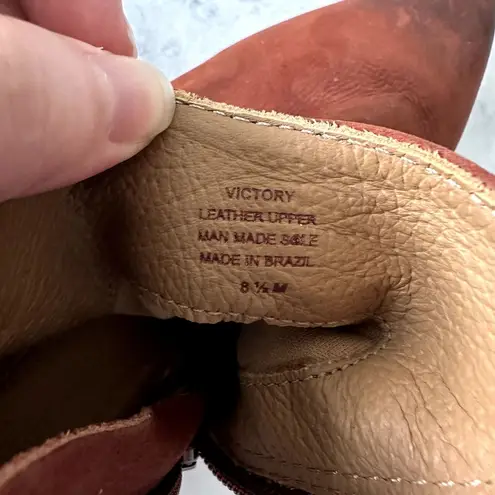 VICTORY
LEATHER UPPER
MAN MADE SOLE
MADE IN BRAZIL
8 ½ M